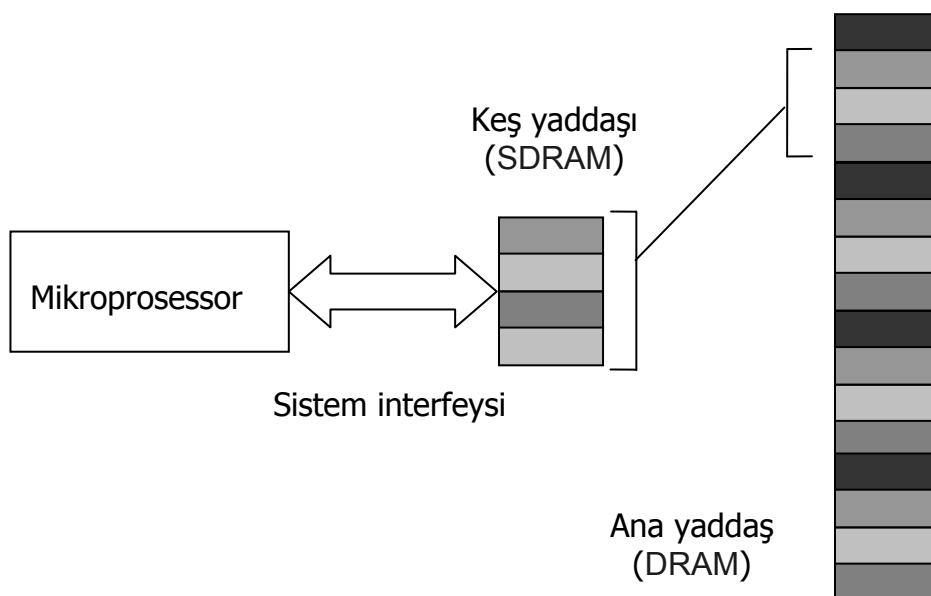 Keş yaddaşı
(SDRAM)
Mikroprosessor
Sistem interfeysi
Ana yaddaş
(DRAM)